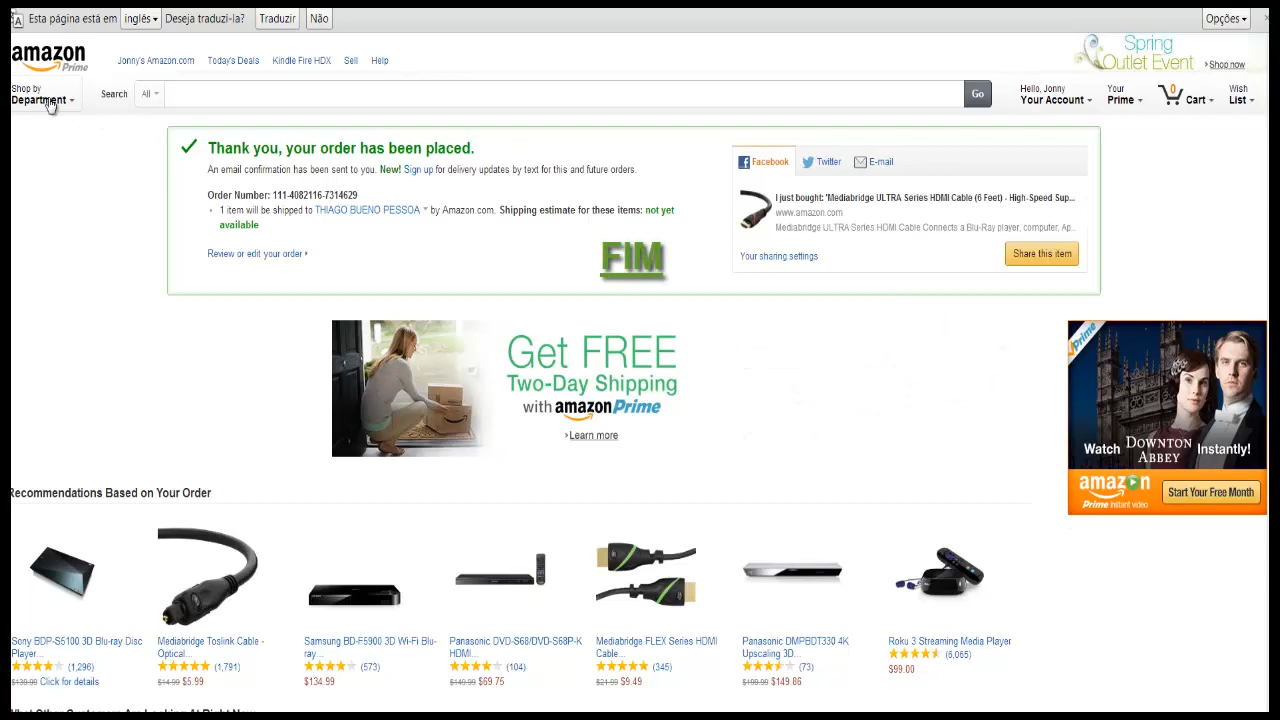 Esta página está em inglês Deseja traduzi-la? Traduzir Não Opções
amazon Prime
Jonny's Amazon.com Today's Deals Kindle Fire HDX Sell Help
Spring Outlet Event Shop now
Shop by Department
Search All Go
Hello, Jonny Your Account
Your Prime
0 Cart
Wish List
Thank you, your order has been placed.
An email confirmation has been sent to you. New! Sign up for delivery updates by text for this and future orders.
Order Number: 111-4082116-7314629
1 item will be shipped to THIAGO BUENO PESSOA by Amazon.com. Shipping estimate for these items: not yet
available
Review or edit your order
FIM
Facebook Twitter E-mail
I just bought: 'Mediabridge ULTRA Series HDMI Cable (6 Feet) - High-Speed Sup...
www.amazon.com
Mediabridge ULTRA Series HDMI Cable Connects a Blu-Ray player, computer, Ap...
Your sharing settings Share this item
Get FREE
Two-Day Shipping
with amazonPrime
Learn more
Prime
Watch DOWNTON ABBEY Instantly!
amazon Prime instant video
Start Your Free Month
Recommendations Based on Your Order
Sony BDP-S5100 3D Blu-ray Disc
Player...
(1,296)
$139.99 Click for details
Mediabridge Toslink Cable -
Optical...
(1,791)
$14.99 $5.99
Samsung BD-F5900 3D Wi-Fi Blu-
ray...
(573)
$134.99
Panasonic DVD-S68/DVD-S68P-K
HDMI...
(104)
$149.99 $69.75
Mediabridge FLEX Series HDMI
Cable...
(345)
$21.99 $9.49
Panasonic DMPBDT330 4K
Upscaling 3D...
(73)
$199.99 $149.86
Roku 3 Streaming Media Player
(6,065)
$99.00
What Other Customers Are Looking At Right Now